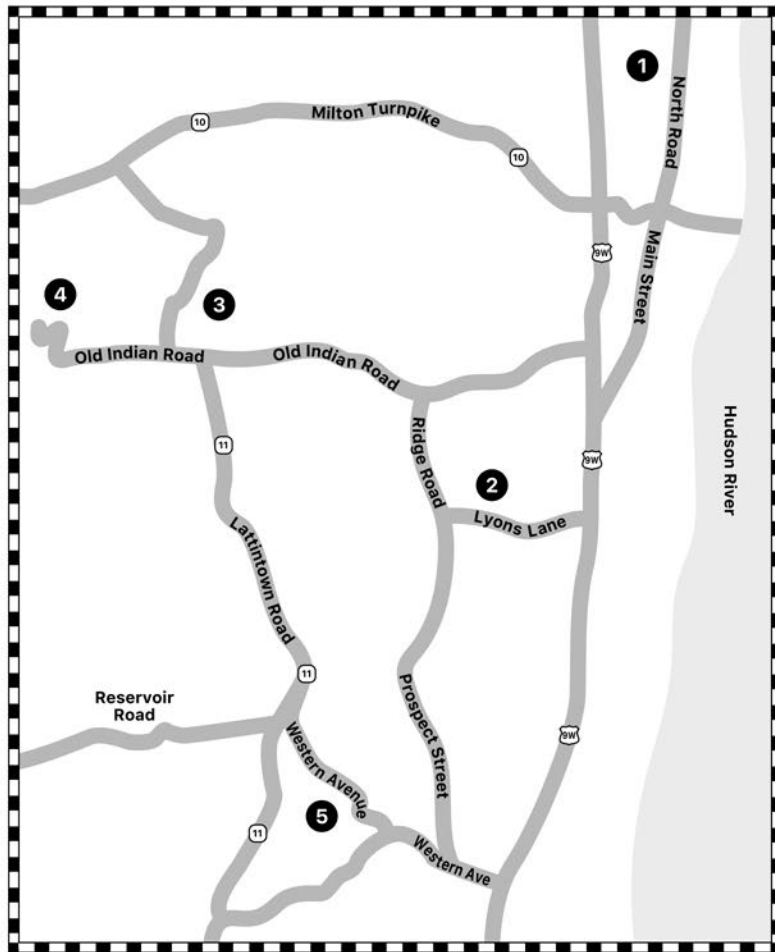 1
North Road
Milton Turnpike
10
10
Main Street
9W
4
3
Old Indian Road
Old Indian Road
Hudson River
Ridge Road
11
9W
2
Lyons Lane
Lattintown Road
11
Reservoir
Road
Prospect Street
Western Avenue
9W
5
11
Western Ave